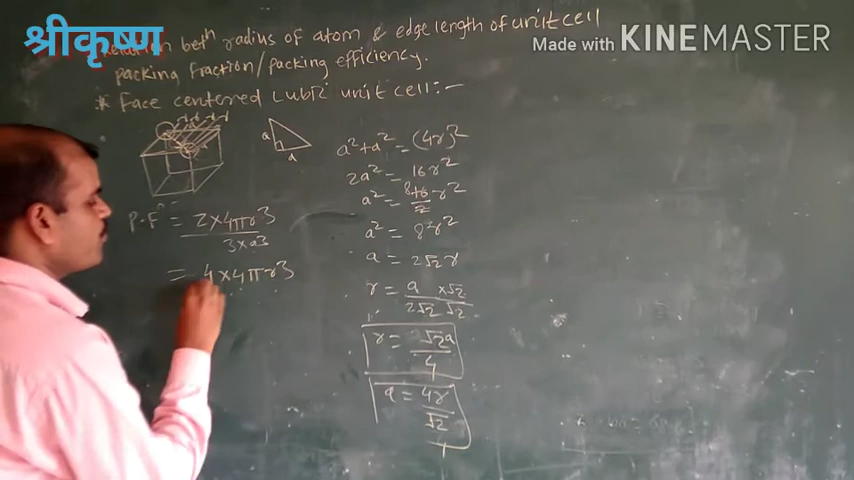 श्रीकृष्ण
Made with KINEMASTER
Relation betⁿ radius of atom & edge length of unit cell
packing fraction/packing efficiency.
* Face centered Cubic unit cell:-
a
a
P.F = Z×4πr3
3×a3
= 4×4πr3
a²+a² = (4r)²
2a² = 16r²
a² = r²
2
a² = 8r²
a = 2√2 r
r = a ×√2
2√2 √2
r = √2a
4
a = 4r
√2